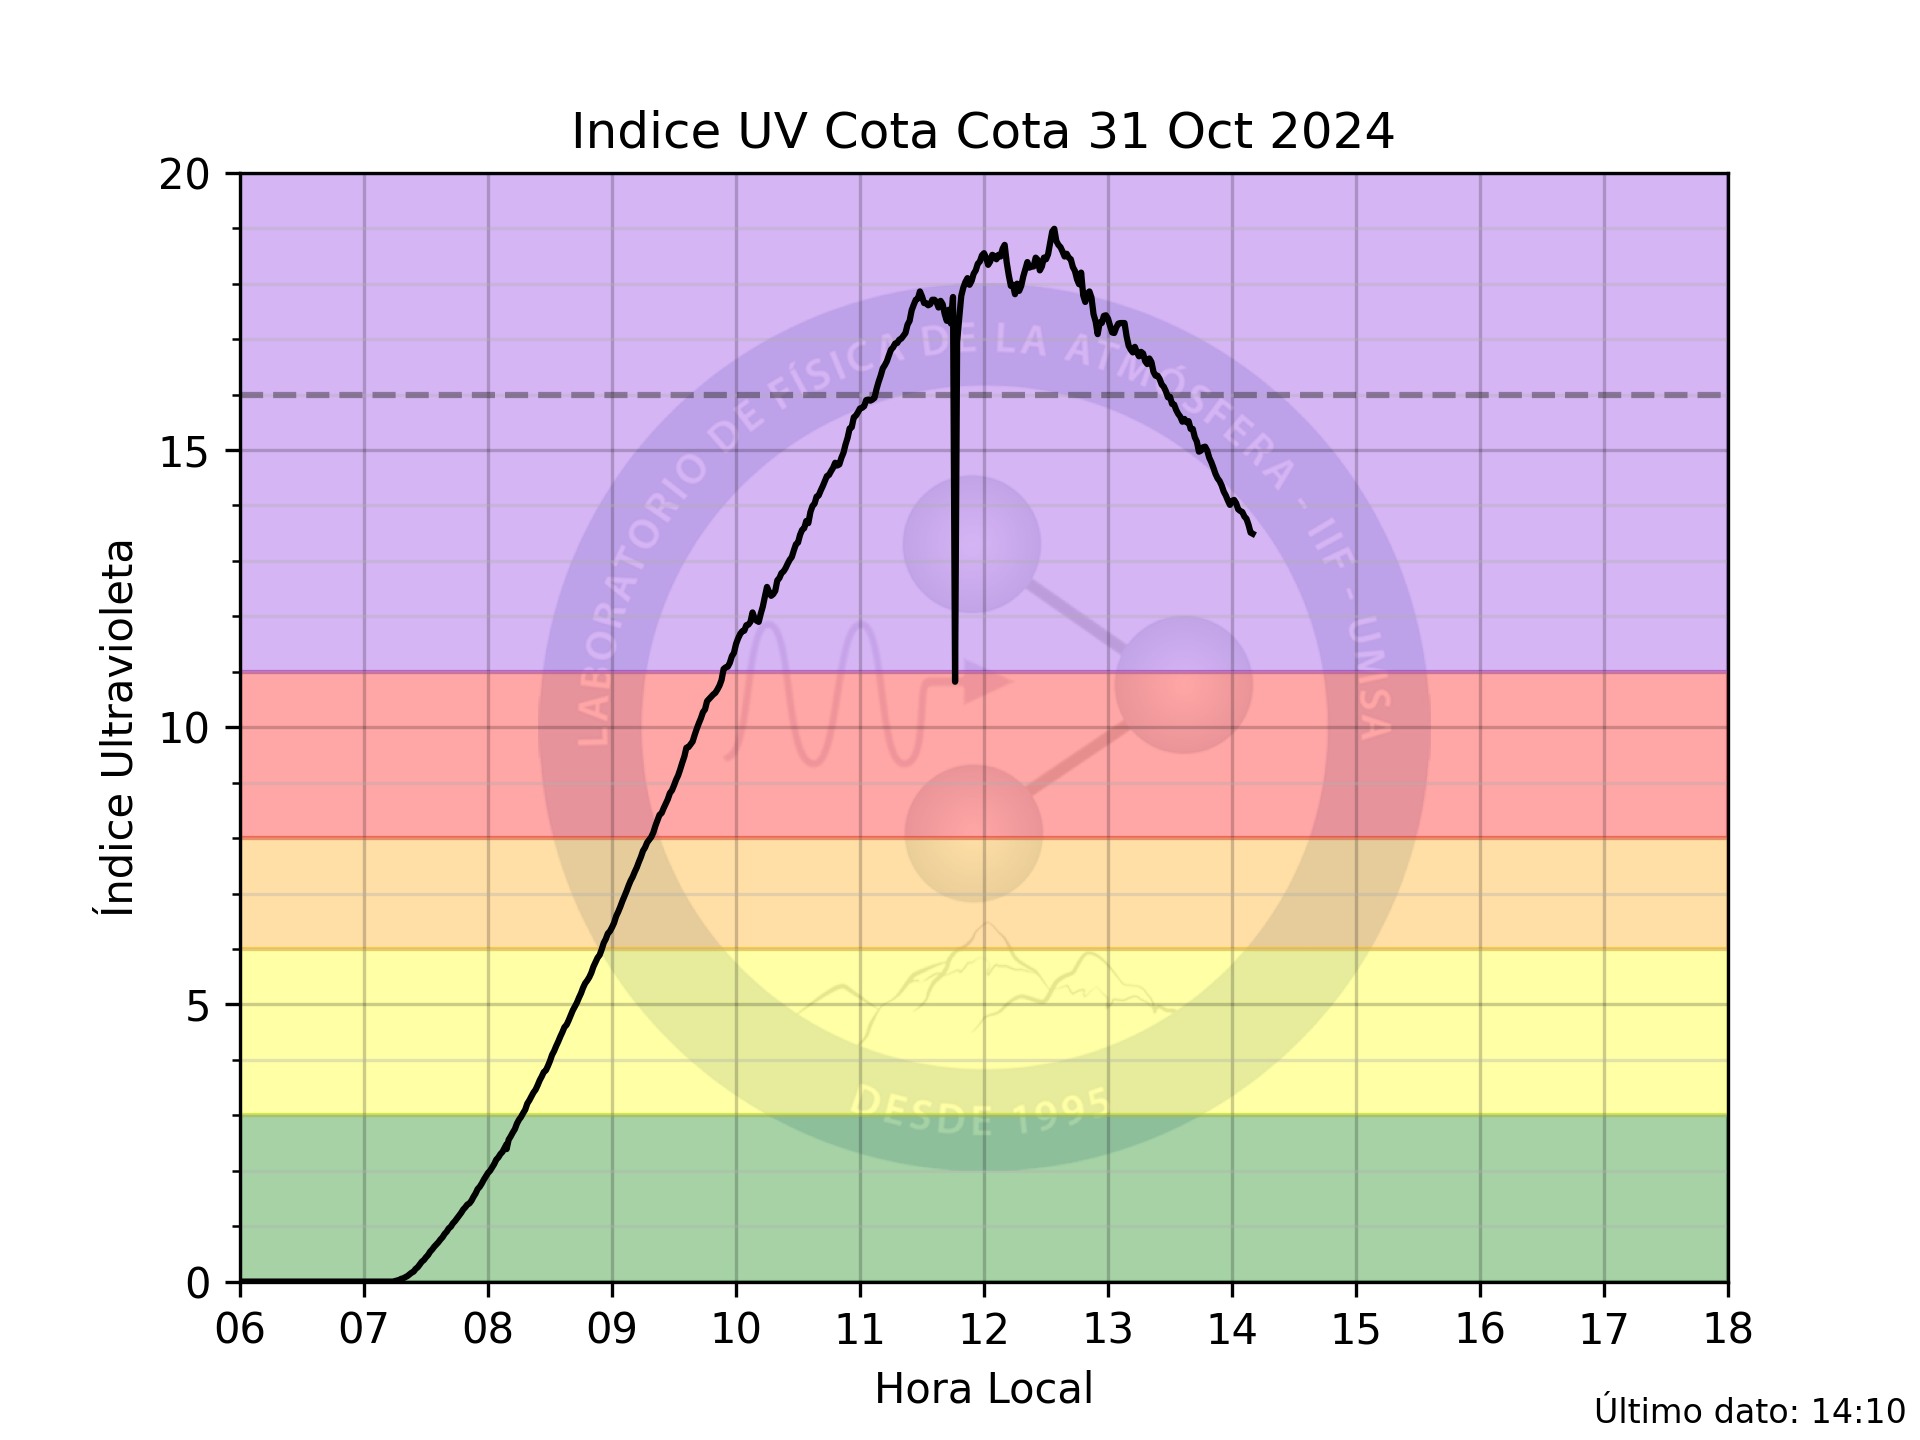 Indice UV Cota Cota 31 Oct 2024
20
15
10
5
0
Índice Ultravioleta
LABORATORIO DE FÍSICA DE LA ATMÓSFERA - IIF - UMSA
DESDE 1995
06 07 08 09 10 11 12 13 14 15 16 17 18
Hora Local
Último dato: 14:10